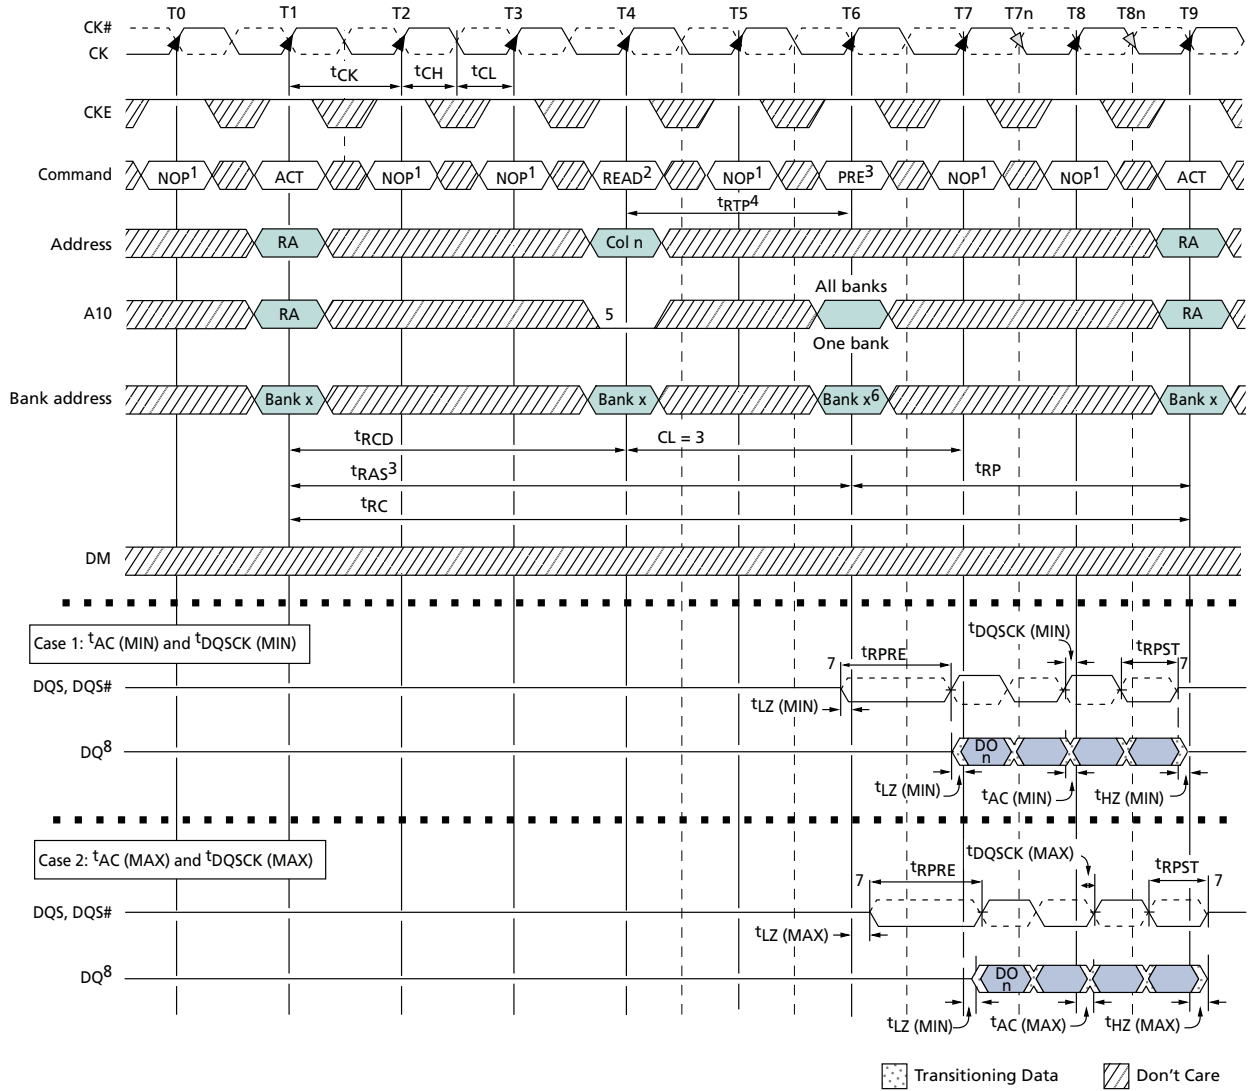 T0 T1 T2 T3 T4 T5 T6 T7 T7n T8 T8n T9
CK#
CK
tCK tCH tCL
CKE
Command NOP1 ACT NOP1 NOP1 READ2 NOP1 PRE3 NOP1 NOP1 ACT
tRTP4
Address RA Col n RA
All banks
A10 RA 5 RA
One bank
Bank address Bank x Bank x Bank x6 Bank x
tRCD CL = 3
tRAS3 tRP
tRC
DM
Case 1: tAC (MIN) and tDQSCK (MIN)
tDQSCK (MIN)
7 tRPRE tRPST 7
DQS, DQS#
tLZ (MIN)
DQ8 DO
n
tLZ (MIN) tAC (MIN) tHZ (MIN)
Case 2: tAC (MAX) and tDQSCK (MAX)
tDQSCK (MAX)
7 tRPRE tRPST 7
DQS, DQS#
tLZ (MAX)
DQ8 DO
n
tLZ (MIN) tAC (MAX) tHZ (MAX)
Transitioning Data Don't Care